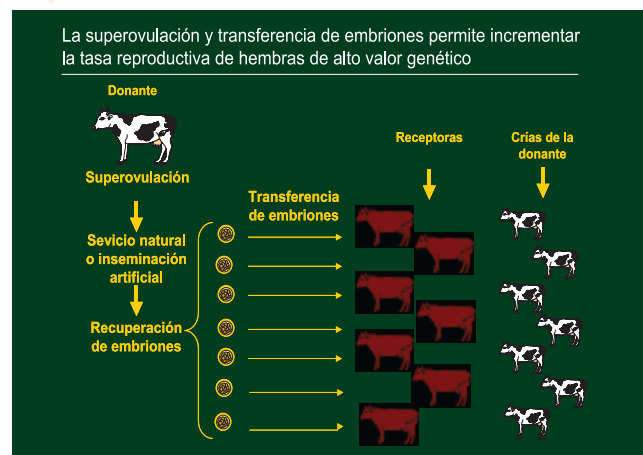 La superovulación y transferencia de embriones permite incrementar
la tasa reproductiva de hembras de alto valor genético
Donante
Superovulación
Sevicio natural
o inseminación
artificial
Recuperación
de embriones
Transferencia
de embriones
Receptoras
Crías de la
donante